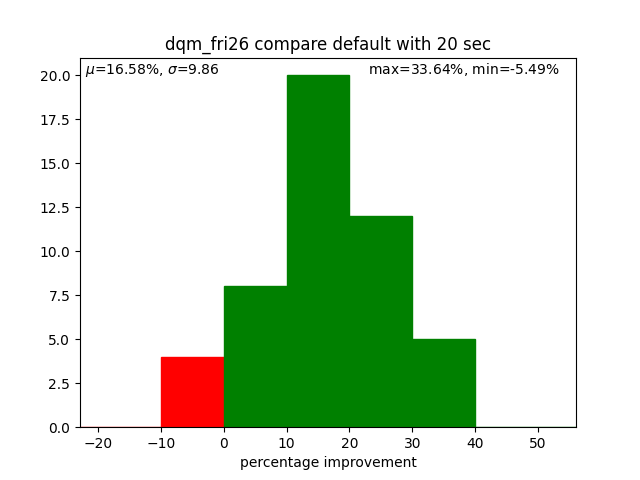 dqm_fri26 compare default with 20 sec
μ=16.58%, σ=9.86
max=33.64%, min=-5.49%
20.0
17.5
15.0
12.5
10.0
7.5
5.0
2.5
0.0
−20 −10 0 10 20 30 40 50
percentage improvement